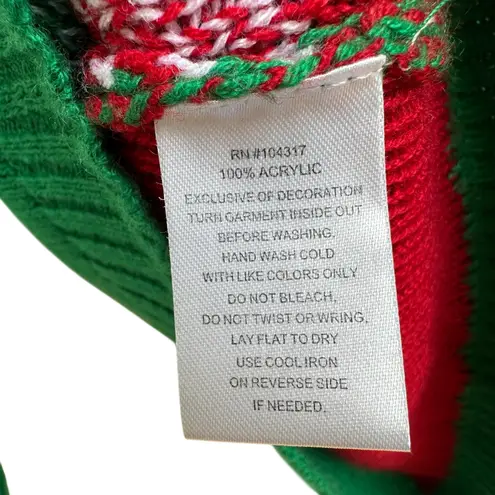 RN #104317
100% ACRYLIC
EXCLUSIVE OF DECORATION
TURN GARMENT INSIDE OUT
BEFORE WASHING.
HAND WASH COLD
WITH LIKE COLORS ONLY
DO NOT BLEACH.
DO NOT TWIST OR WRING.
LAY FLAT TO DRY
USE COOL IRON
ON REVERSE SIDE
IF NEEDED.